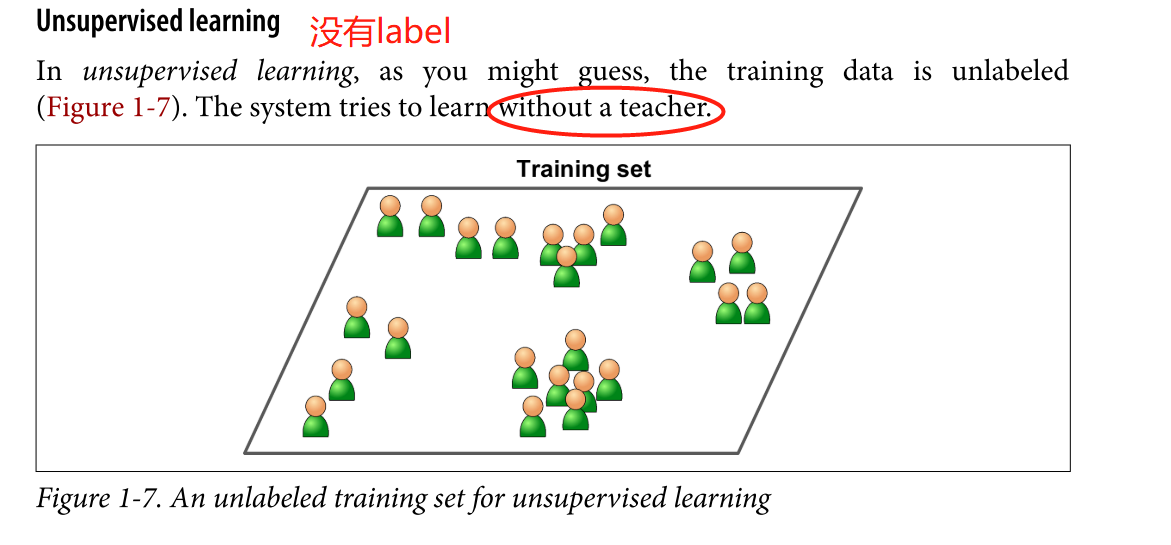 Unsupervised learning 没有label
In unsupervised learning, as you might guess, the training data is unlabeled
(Figure 1-7). The system tries to learn without a teacher.
Training set
Figure 1-7. An unlabeled training set for unsupervised learning